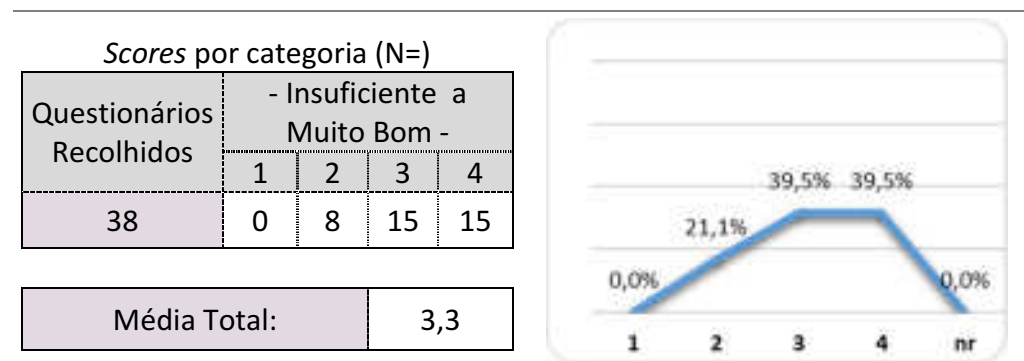 Scores por categoria (N=)
Questionários Recolhidos
- Insuficiente a
Muito Bom -
1 2 3 4
38 0 8 15 15
Média Total: 3,3
39,5% 39,5%
21,1%
0,0% 0,0%
1 2 3 4 nr